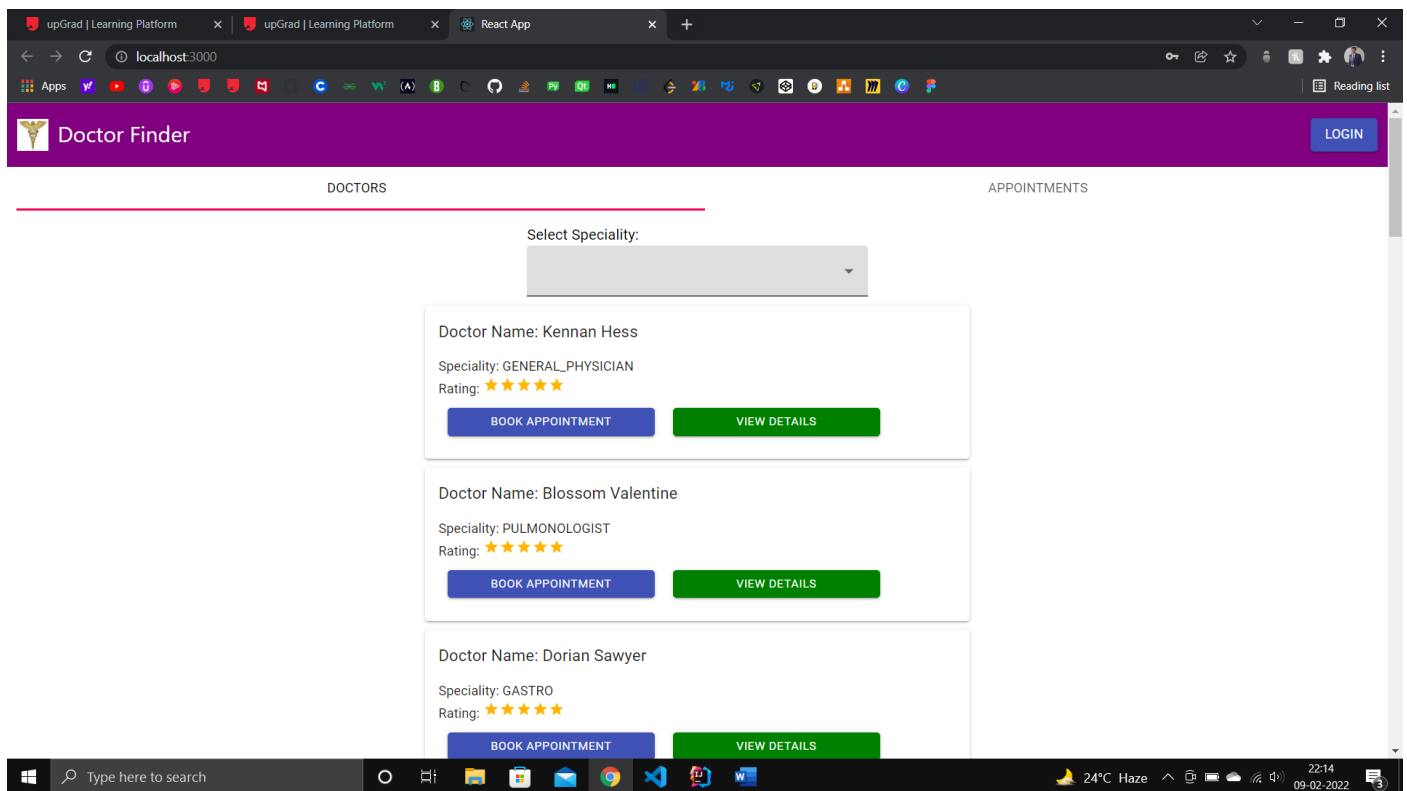 upGrad | Learning Platform
upGrad | Learning Platform
React App
localhost:3000
Apps
Reading list
Doctor Finder
LOGIN
DOCTORS
APPOINTMENTS
Select Speciality:
Doctor Name: Kennan Hess
Speciality: GENERAL_PHYSICIAN
Rating:
BOOK APPOINTMENT
VIEW DETAILS
Doctor Name: Blossom Valentine
Speciality: PULMONOLOGIST
Rating:
BOOK APPOINTMENT
VIEW DETAILS
Doctor Name: Dorian Sawyer
Speciality: GASTRO
Rating:
BOOK APPOINTMENT
VIEW DETAILS
Type here to search
24°C Haze
22:14
09-02-2022
3